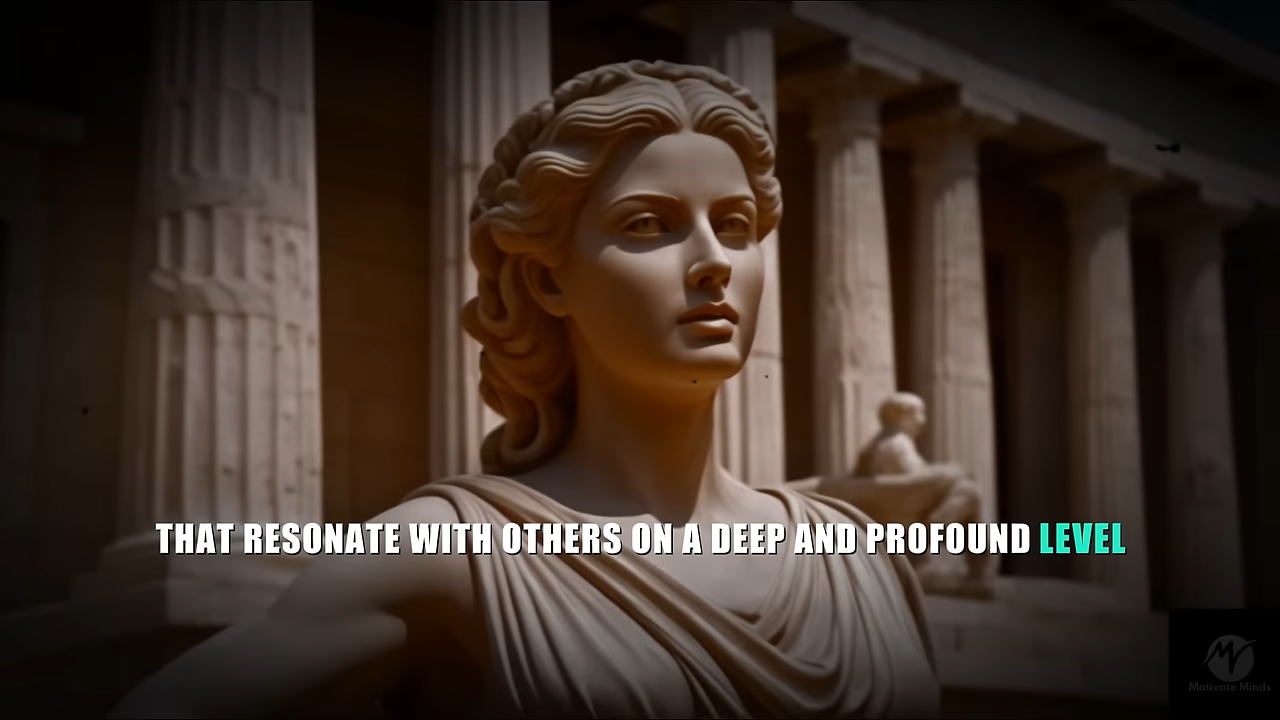 THAT RESONATE WITH OTHERS ON A DEEP AND PROFOUND LEVEL
Motivate Minds